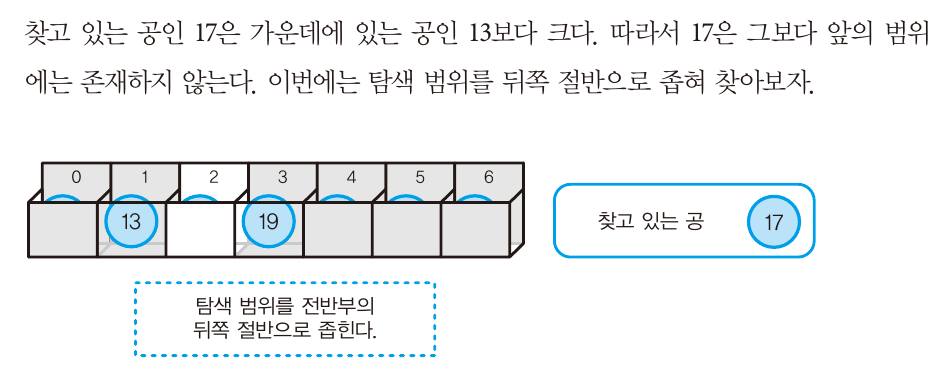 찾고 있는 공인 17은 가운데에 있는 공인 13보다 크다. 따라서 17은 그보다 앞의 범위
에는 존재하지 않는다. 이번에는 탐색 범위를 뒤쪽 절반으로 좁혀 찾아보자.
0 1 2 3 4 5 6
13 19
찾고 있는 공 17
탐색 범위를 전반부의
뒤쪽 절반으로 좁힌다.